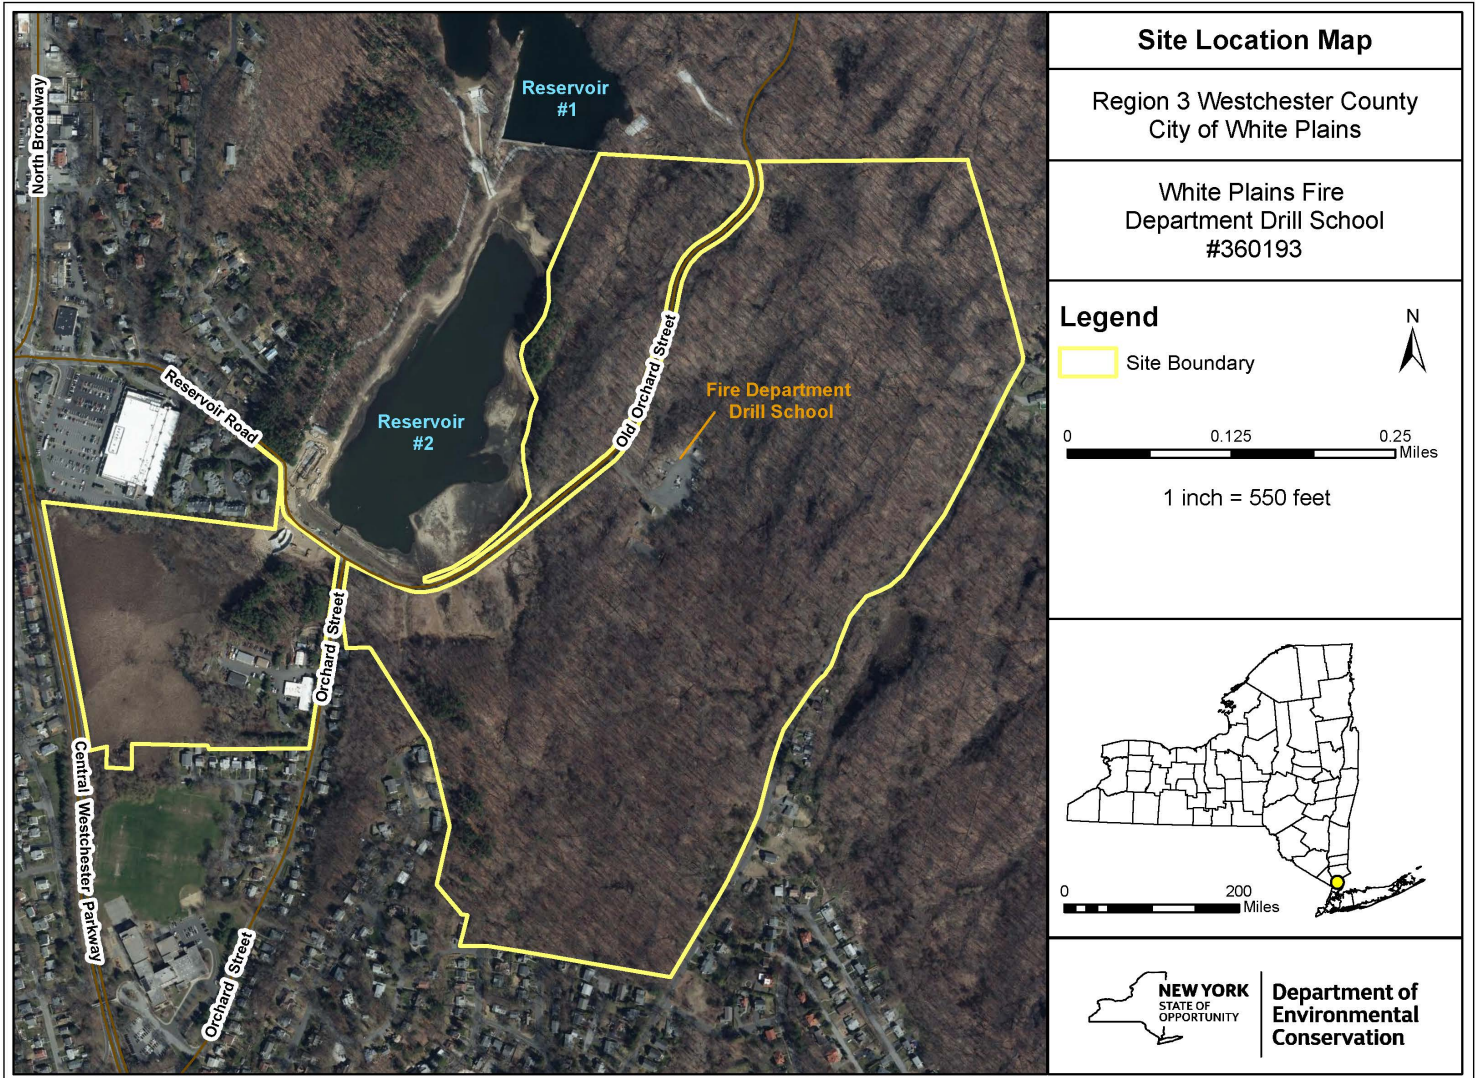 Site Location Map
Region 3 Westchester County
City of White Plains
White Plains Fire
Department Drill School
#360193
Legend
N
Site Boundary
0 0.125 0.25
Miles
1 inch = 550 feet
0 200
Miles
NEW YORK
STATE OF
OPPORTUNITY
Department of
Environmental
Conservation
North Broadway
Reservoir
#1
Reservoir Road
Reservoir
#2
Old Orchard Street
Fire Department
Drill School
Orchard Street
Central Westchester Parkway
Orchard Street